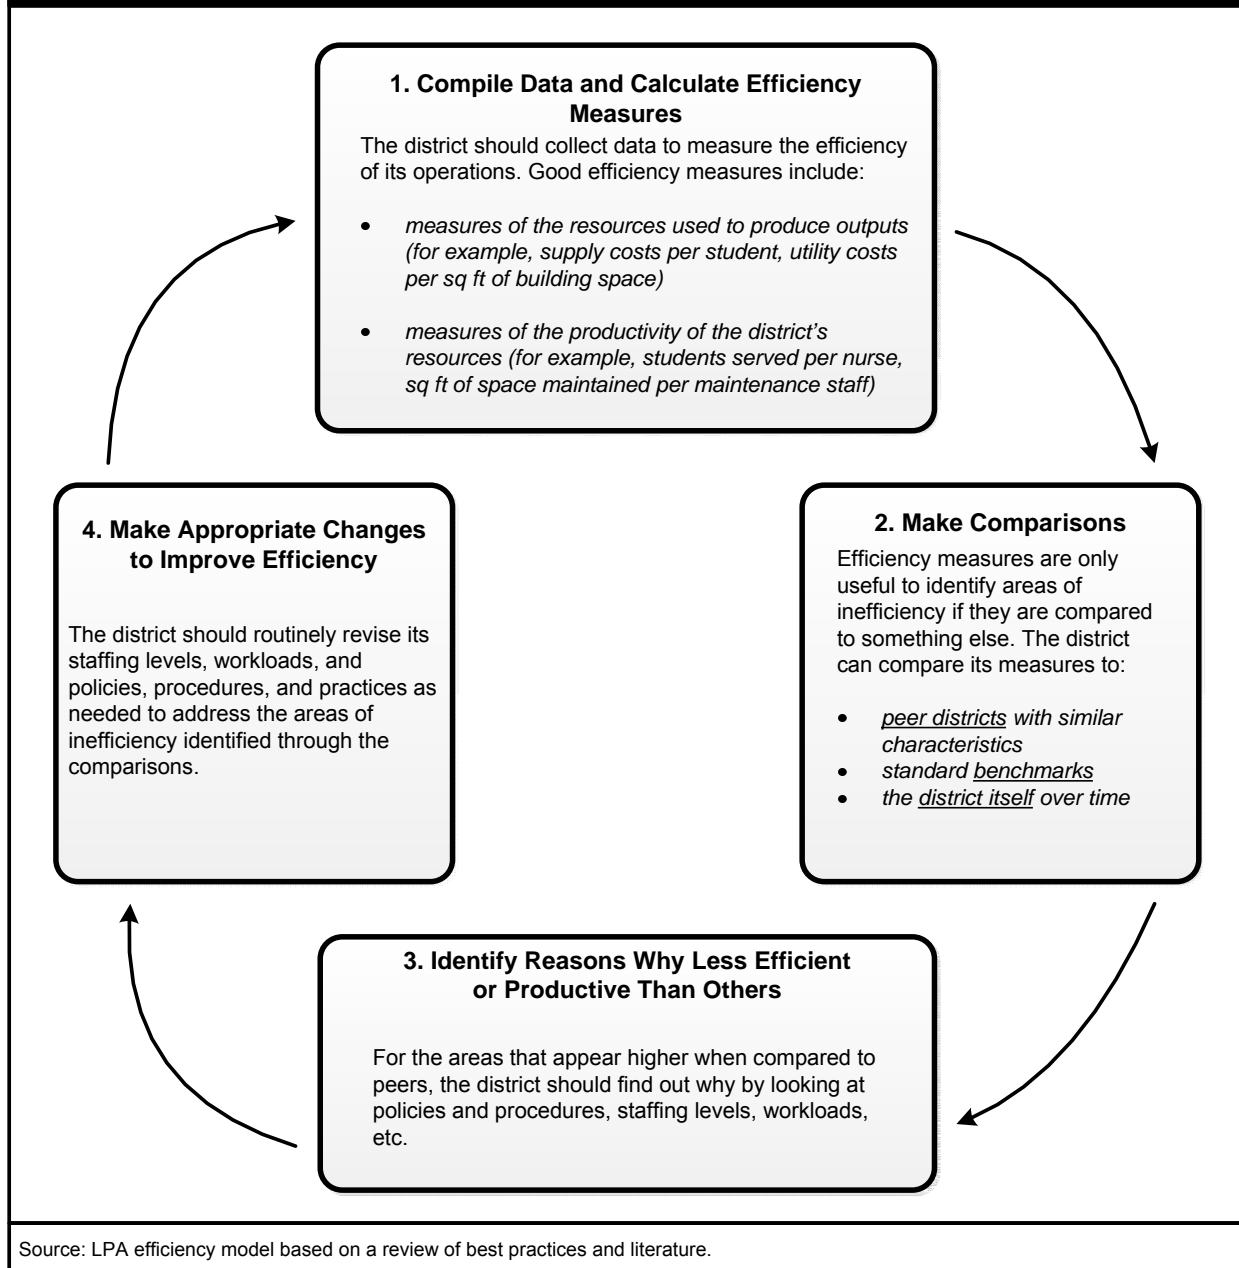 1. Compile Data and Calculate Efficiency
Measures
The district should collect data to measure the efficiency
of its operations. Good efficiency measures include:
• measures of the resources used to produce outputs
(for example, supply costs per student, utility costs
per sq ft of building space)
• measures of the productivity of the district's
resources (for example, students served per nurse,
sq ft of space maintained per maintenance staff)
2. Make Comparisons
Efficiency measures are only
useful to identify areas of
inefficiency if they are compared
to something else. The district
can compare its measures to:
• peer districts with similar
characteristics
• standard benchmarks
• the district itself over time
3. Identify Reasons Why Less Efficient
or Productive Than Others
For the areas that appear higher when compared to
peers, the district should find out why by looking at
policies and procedures, staffing levels, workloads,
etc.
4. Make Appropriate Changes
to Improve Efficiency
The district should routinely revise its
staffing levels, workloads, and
policies, procedures, and practices as
needed to address the areas of
inefficiency identified through the
comparisons.
Source: LPA efficiency model based on a review of best practices and literature.